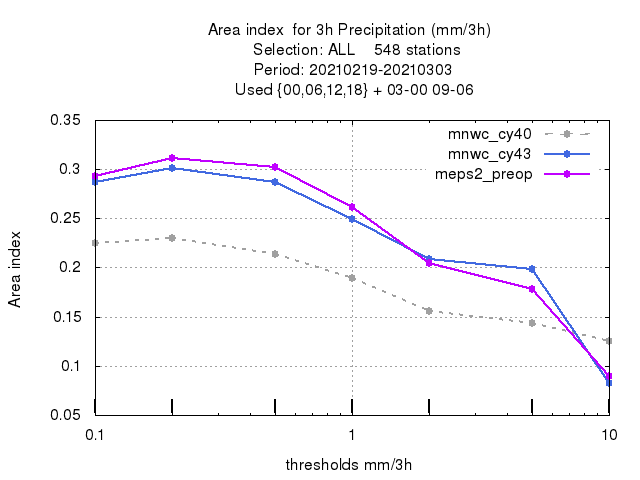 Area index  for 3h Precipitation (mm/3h)
Selection: ALL    548 stations
Period: 20210219-20210303
Used {00,06,12,18} + 03-00 09-06
mnwc_cy40
mnwc_cy43
meps2_preop
Area index
0.35
0.3
0.25
0.2
0.15
0.1
0.05
0.1 1 10
thresholds mm/3h